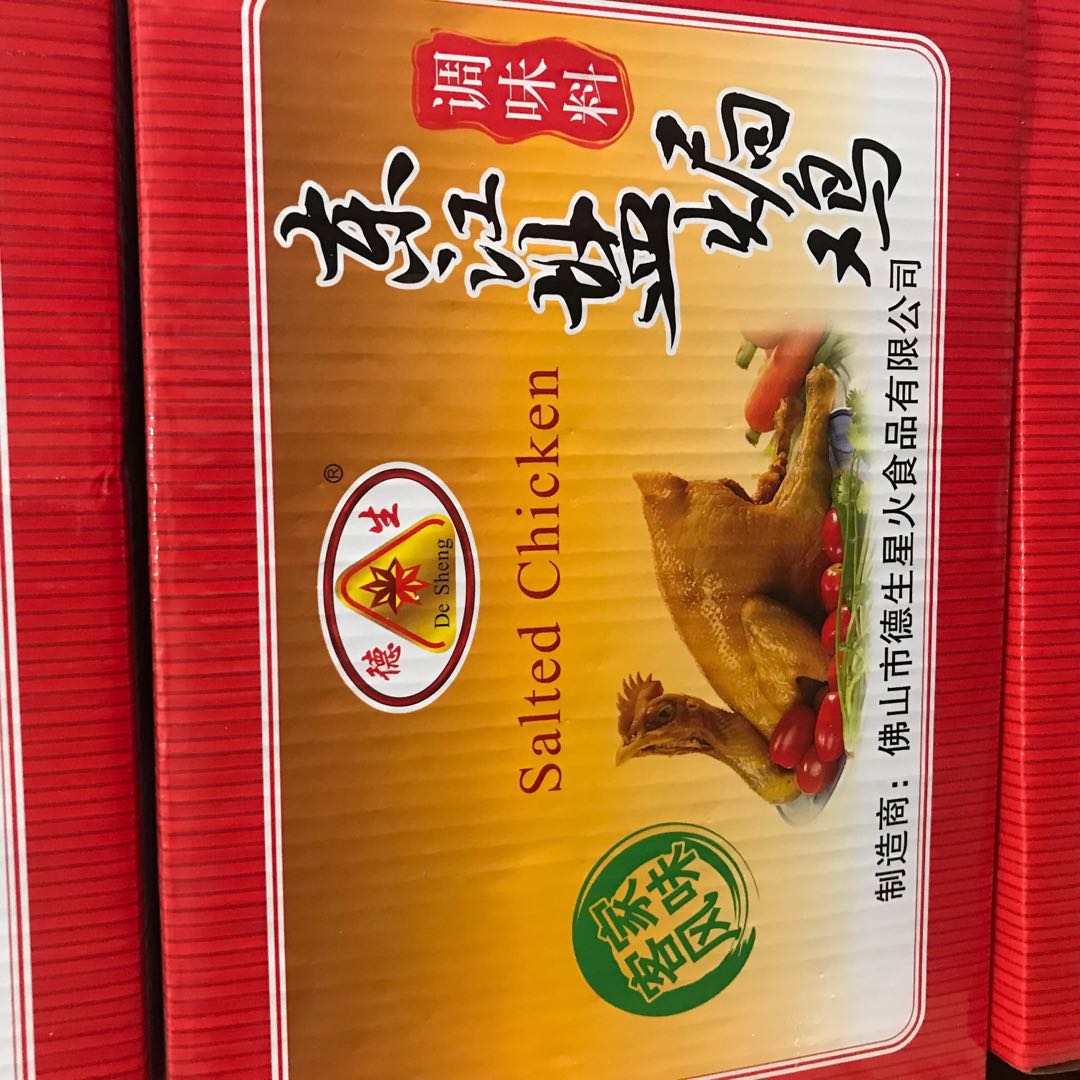 德生
®
De Sheng
调味料
东江盐焗鸡
Salted Chicken
客家
风味
制造商：佛山市德生星火食品有限公司